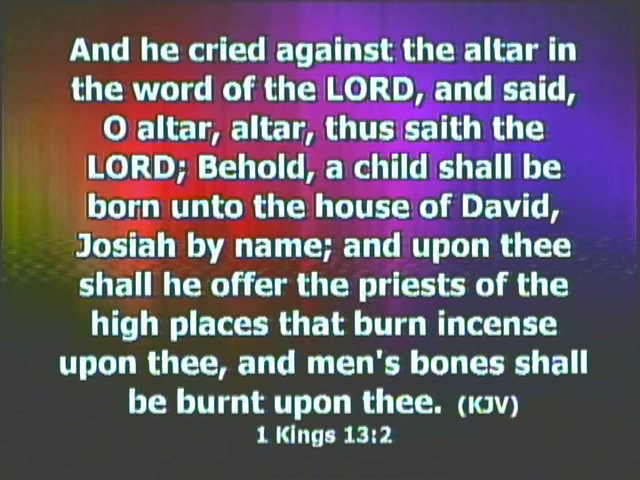 And he cried against the altar in
the word of the LORD, and said,
O altar, altar, thus saith the
LORD; Behold, a child shall be
born unto the house of David,
Josiah by name; and upon thee
shall he offer the priests of the
high places that burn incense
upon thee, and men's bones shall
be burnt upon thee. (KJV)
1 Kings 13:2